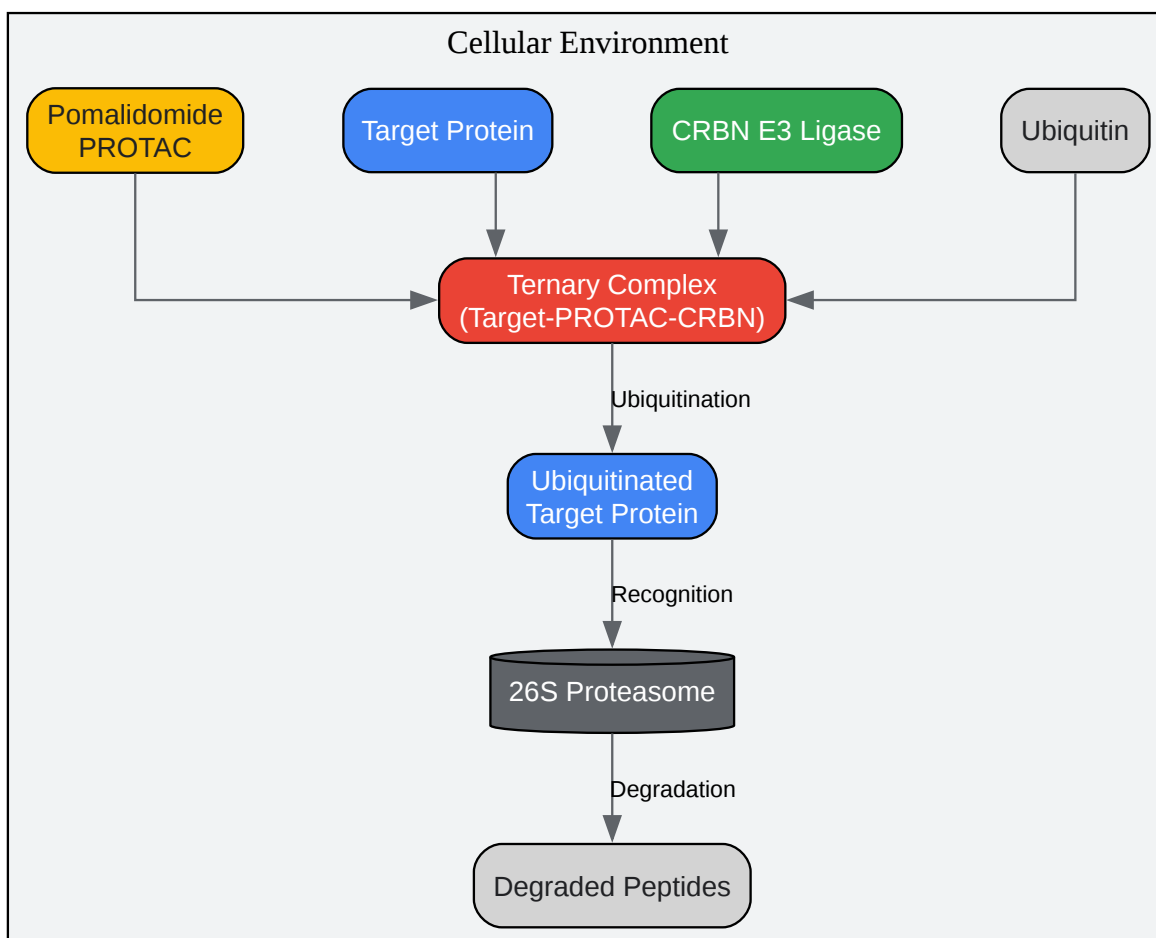 Cellular Environment
Pomalidomide
PROTAC
Target Protein
CRBN E3 Ligase
Ubiquitin
Ternary Complex
(Target-PROTAC-CRBN)
Ubiquitination
Ubiquitinated
Target Protein
Recognition
26S Proteasome
Degradation
Degraded Peptides